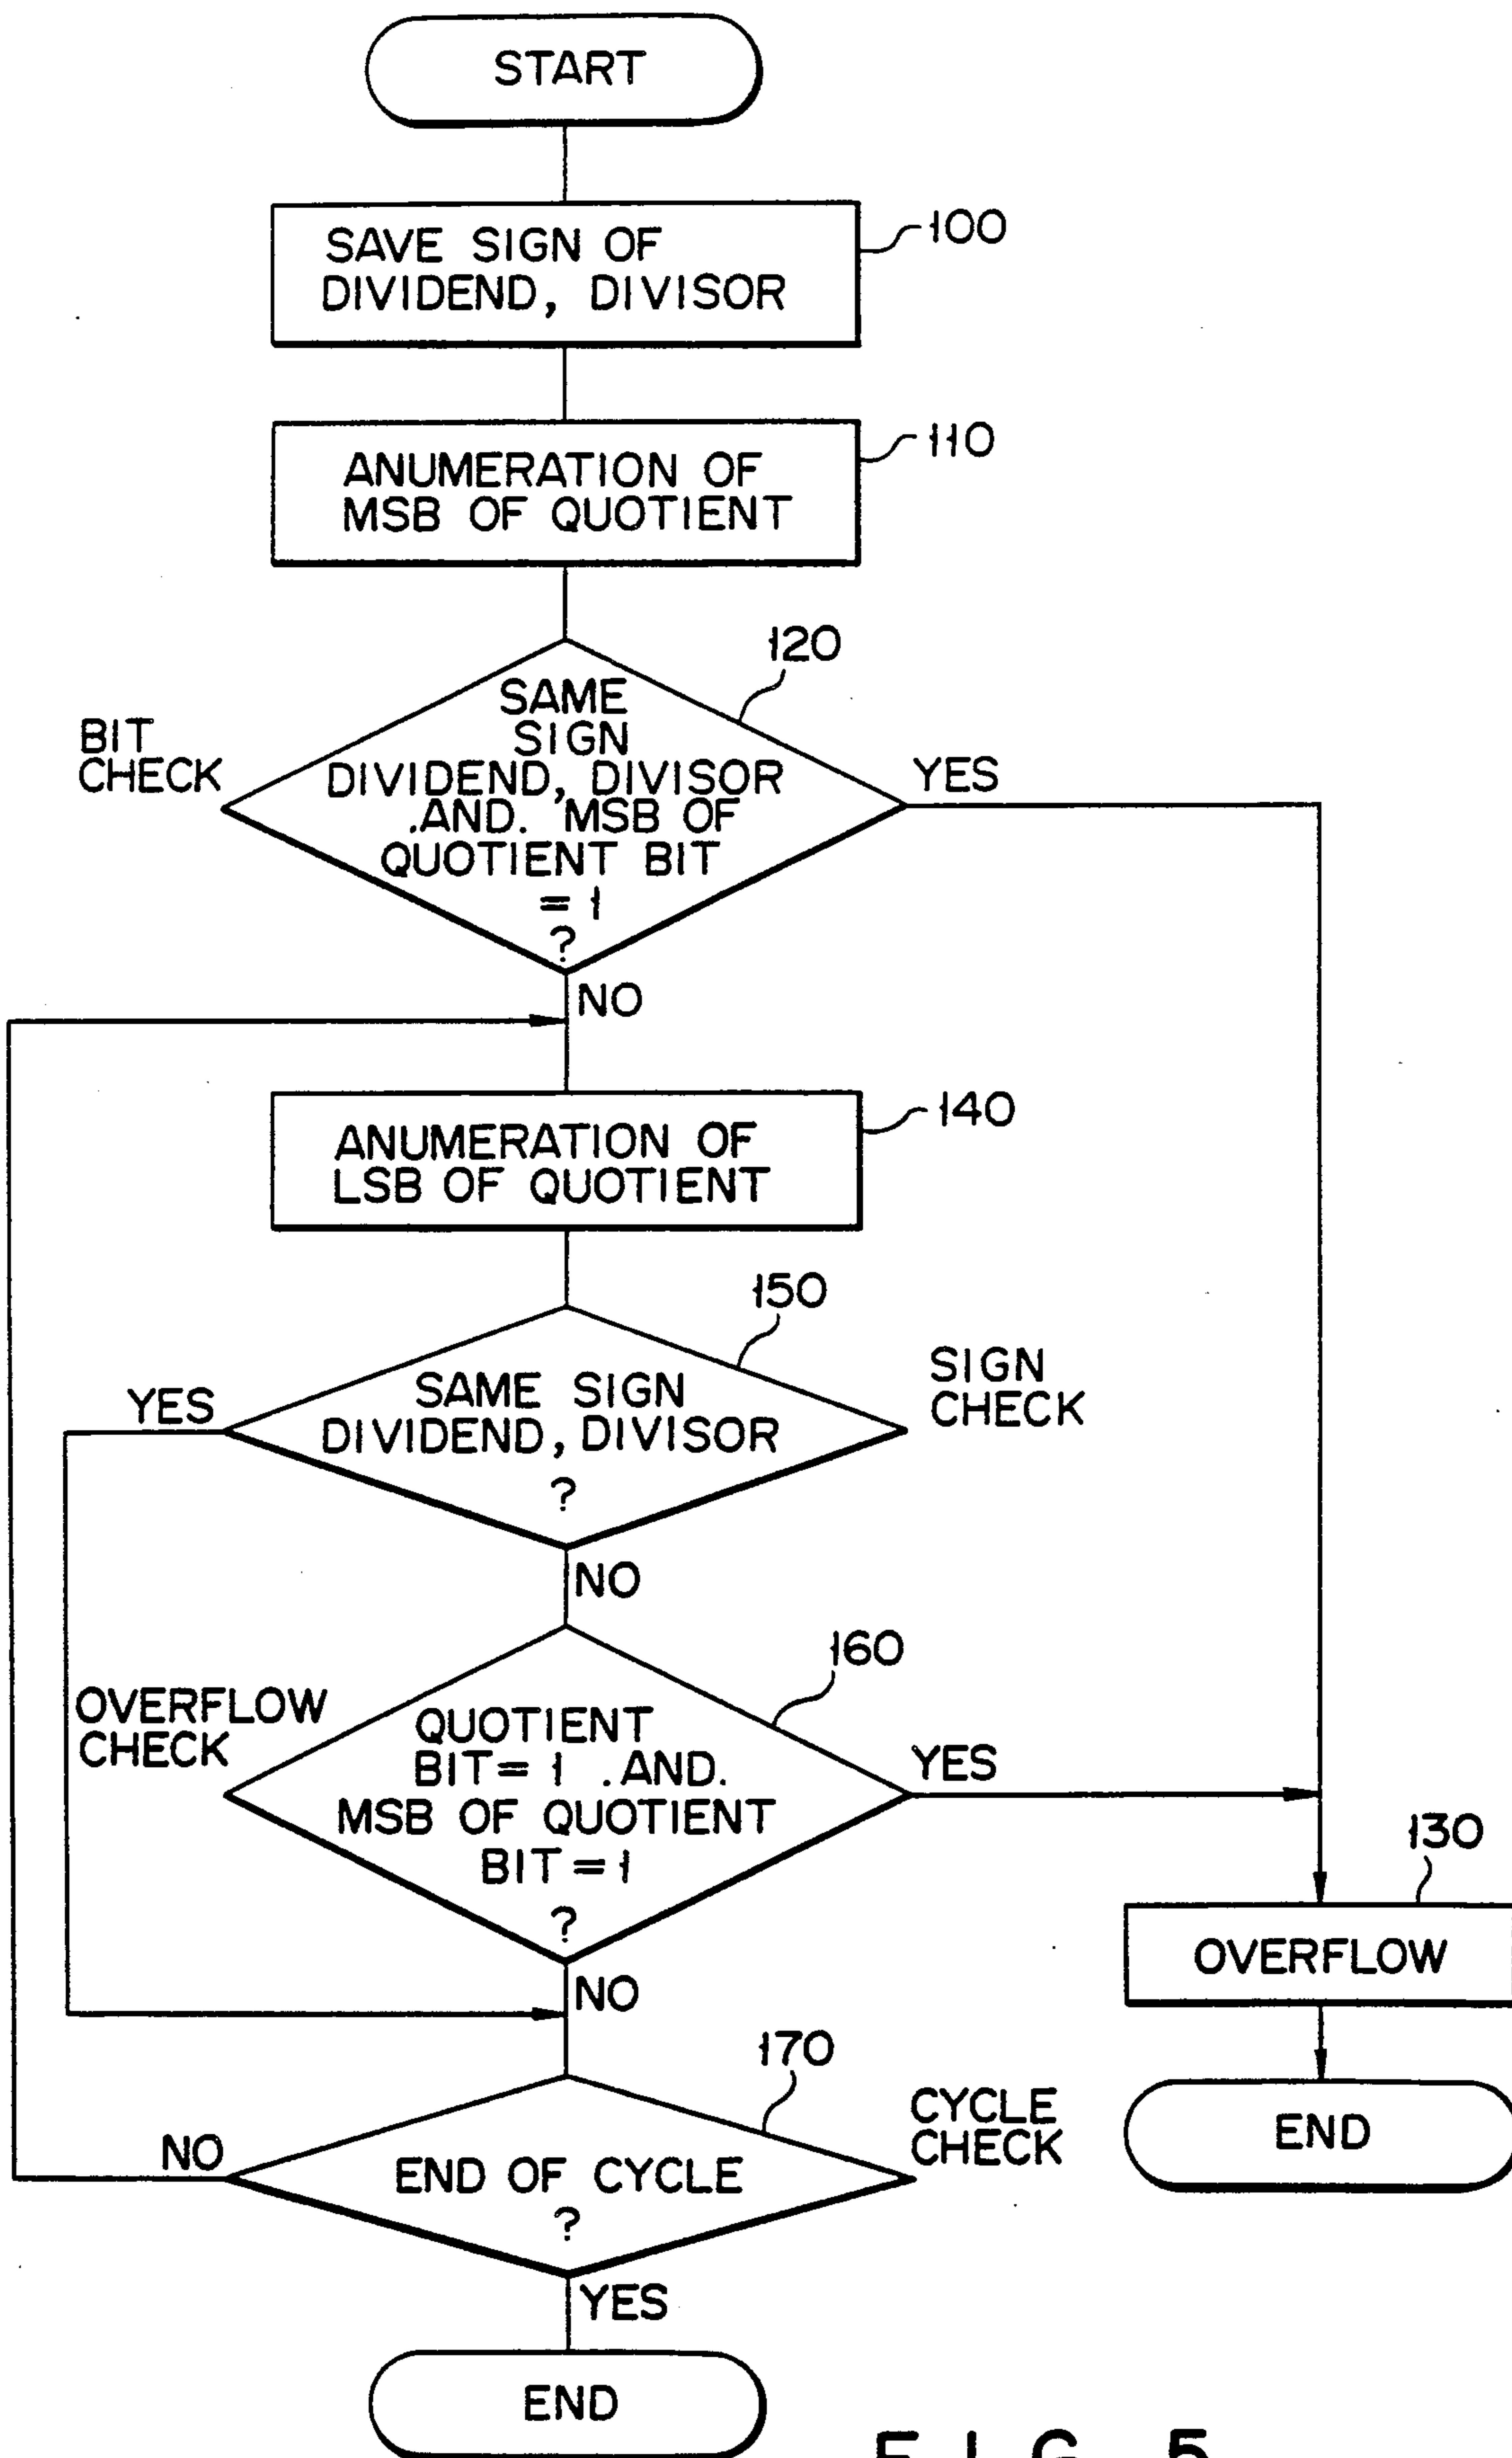 START
SAVE SIGN OF
DIVIDEND, DIVISOR
100
ANUMERATION OF
MSB OF QUOTIENT
110
120
BIT
CHECK
SAME
SIGN
DIVIDEND, DIVISOR
.AND. MSB OF
QUOTIENT BIT
= 1
?
YES
NO
ANUMERATION OF
LSB OF QUOTIENT
140
150
YES
SAME SIGN
DIVIDEND, DIVISOR
?
SIGN
CHECK
NO
160
OVERFLOW
CHECK
QUOTIENT
BIT = 1 .AND.
MSB OF QUOTIENT
BIT = 1
?
YES
130
OVERFLOW
NO
170
CYCLE
CHECK
END
NO
END OF CYCLE
?
YES
END
FIG. 5